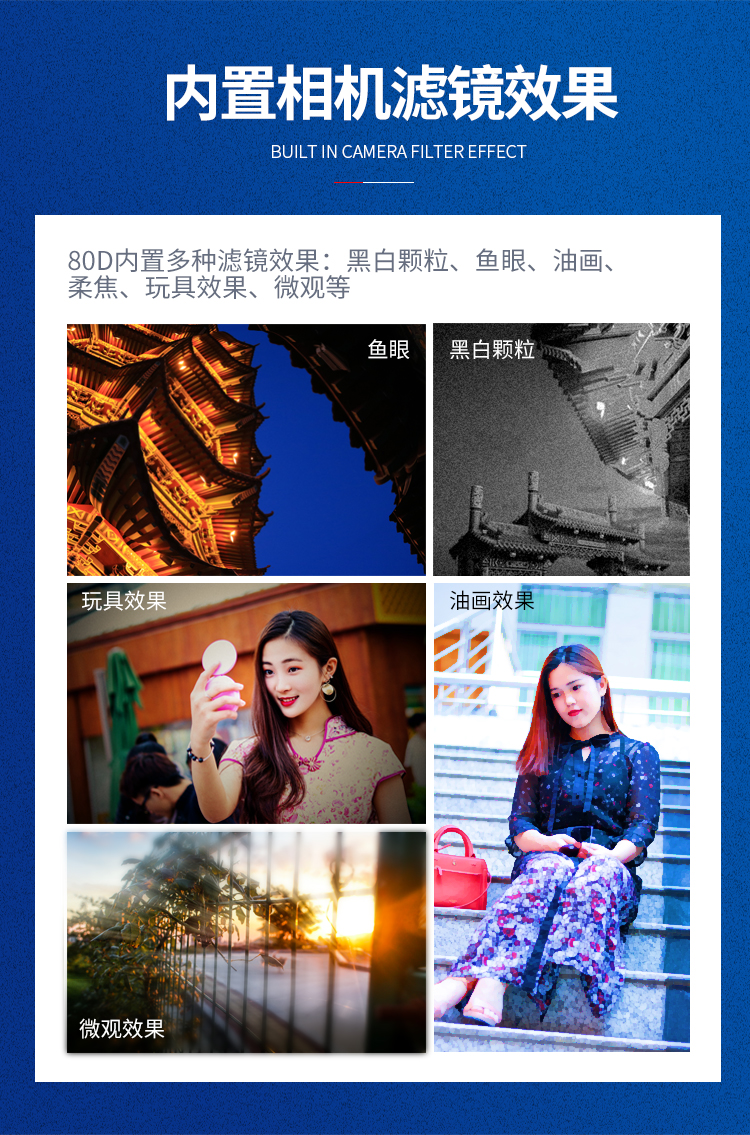 内置相机滤镜效果
BUILT IN CAMERA FILTER EFFECT
80D内置多种滤镜效果：黑白颗粒、鱼眼、油画、
柔焦、玩具效果、微观等
鱼眼
黑白颗粒
玩具效果
油画效果
微观效果